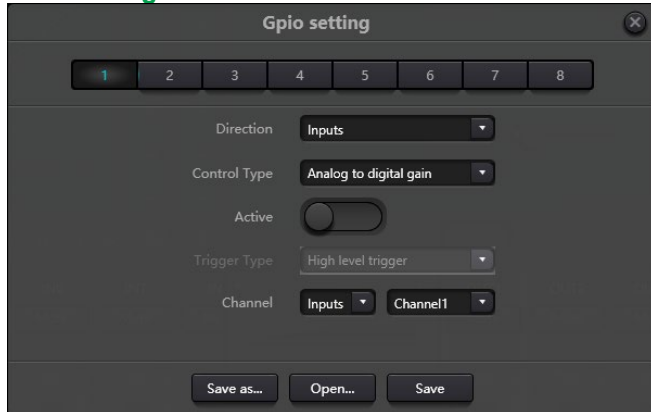 Gpio setting
1 2 3 4 5 6 7 8
Direction Inputs
Control Type Analog to digital gain
Active
Trigger Type High level trigger
Channel Inputs Channel1
Save as... Open... Save